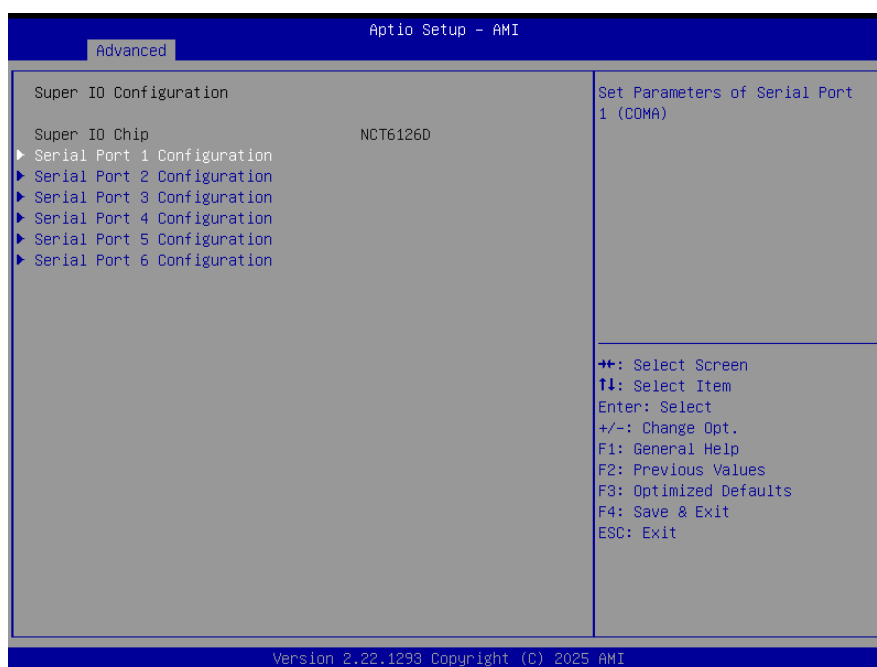 Aptio Setup – AMI
Advanced
Super IO Configuration
Super IO Chip NCT6126D
▶ Serial Port 1 Configuration
▶ Serial Port 2 Configuration
▶ Serial Port 3 Configuration
▶ Serial Port 4 Configuration
▶ Serial Port 5 Configuration
▶ Serial Port 6 Configuration
Set Parameters of Serial Port
1 (COMA)
→←: Select Screen
↑↓: Select Item
Enter: Select
+/-: Change Opt.
F1: General Help
F2: Previous Values
F3: Optimized Defaults
F4: Save & Exit
ESC: Exit
Version 2.22.1293 Copyright (C) 2025 AMI